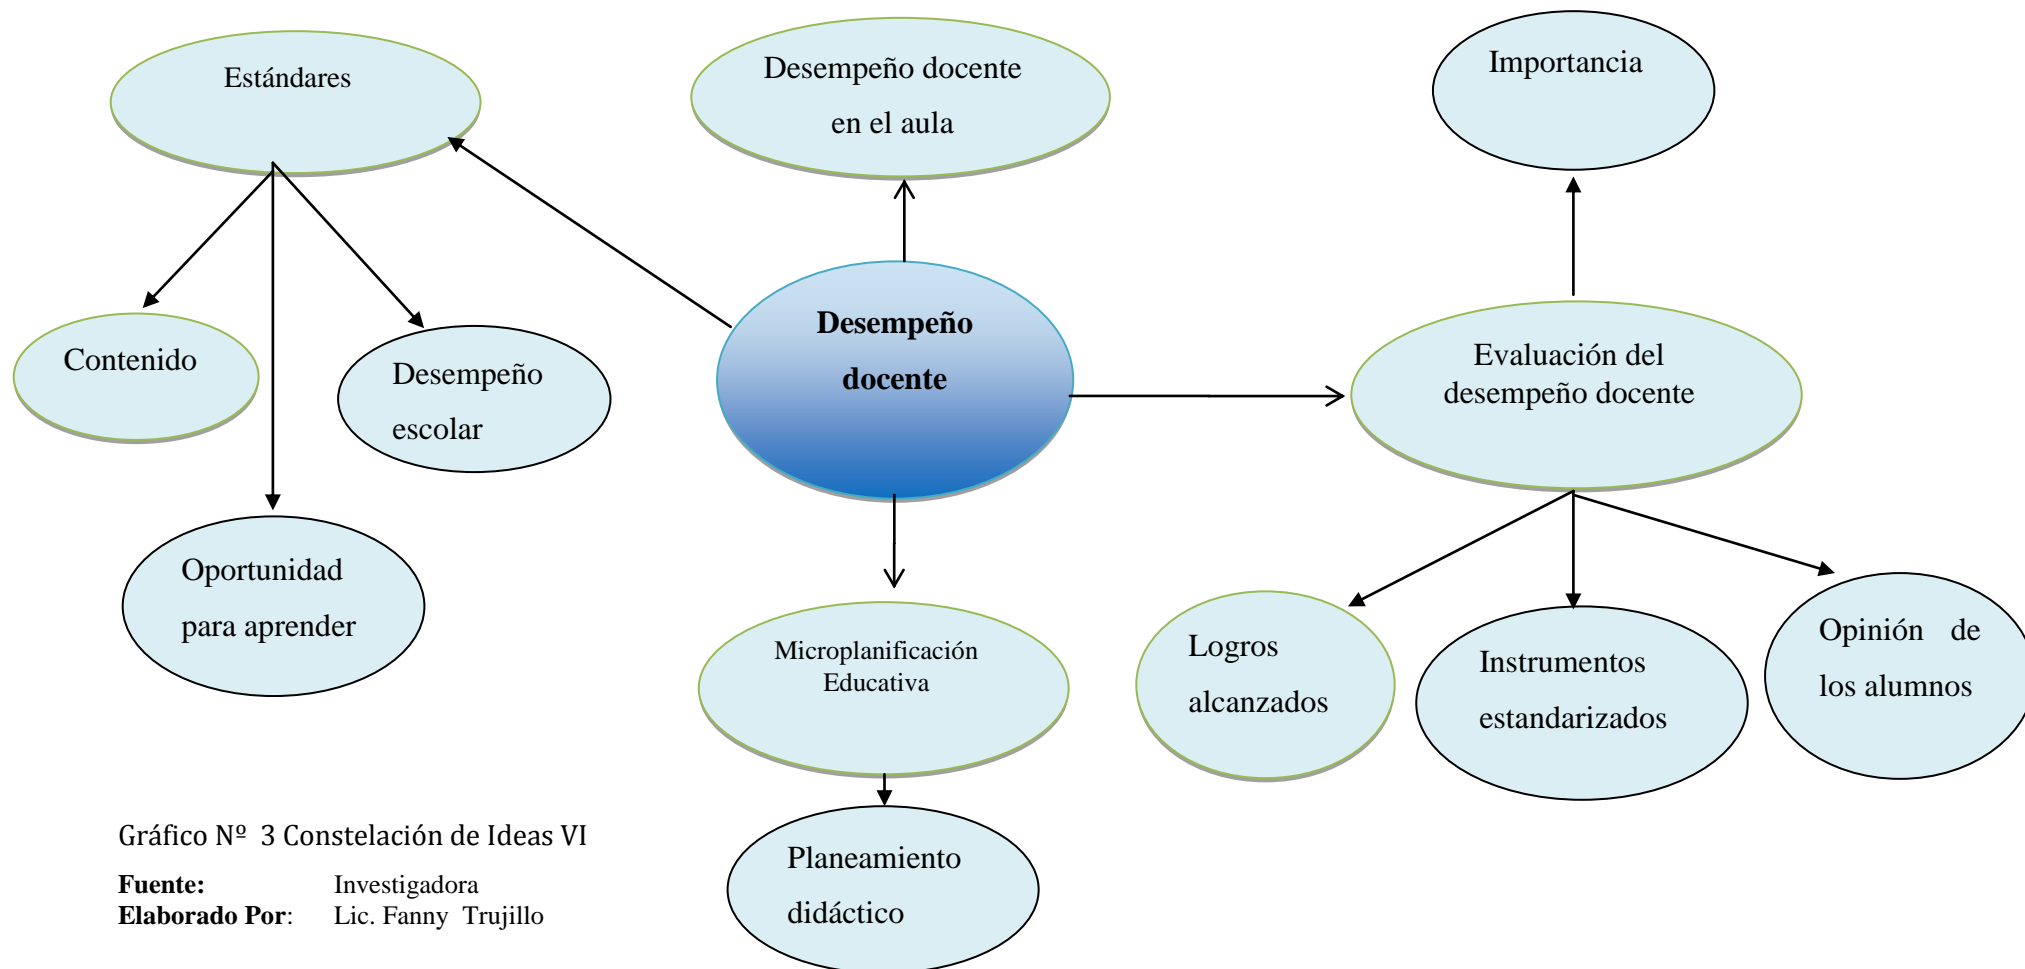 Estándares
Desempeño docente
en el aula
Importancia
Contenido
Desempeño
escolar
Oportunidad
para aprender
Desempeño
docente
Evaluación del
desempeño docente
Microplanificación
Educativa
Logros
alcanzados
Instrumentos
estandarizados
Opinión de
los alumnos
Planeamiento
didáctico
Gráfico Nº 3 Constelación de Ideas VI
Fuente: Investigadora
Elaborado Por: Lic. Fanny Trujillo